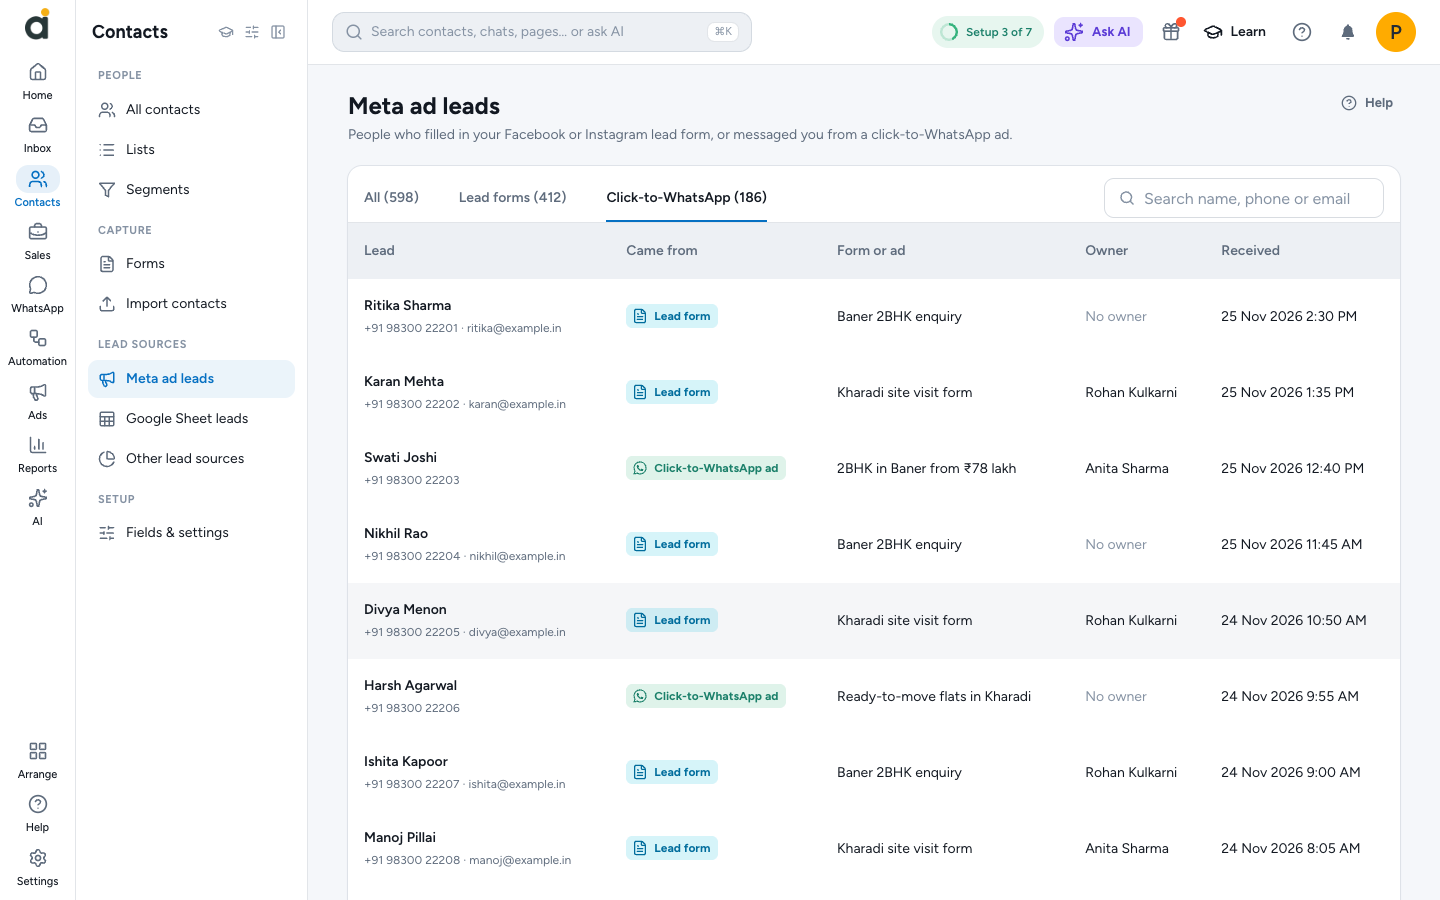 Contacts
Search contacts, chats, pages... or ask AI
⌘K
Setup 3 of 7
Ask AI
Learn
P
Home
Inbox
Contacts
Sales
WhatsApp
Automation
Ads
Reports
AI
Arrange
Help
Settings
PEOPLE
All contacts
Lists
Segments
CAPTURE
Forms
Import contacts
LEAD SOURCES
Meta ad leads
Google Sheet leads
Other lead sources
SETUP
Fields & settings
Meta ad leads
Help
People who filled in your Facebook or Instagram lead form, or messaged you from a click-to-WhatsApp ad.
All (598) Lead forms (412) Click-to-WhatsApp (186)
Search name, phone or email
Lead Came from Form or ad Owner Received
Ritika Sharma
+91 98300 22201 · ritika@example.in
Lead form Baner 2BHK enquiry No owner 25 Nov 2026 2:30 PM
Karan Mehta
+91 98300 22202 · karan@example.in
Lead form Kharadi site visit form Rohan Kulkarni 25 Nov 2026 1:35 PM
Swati Joshi
+91 98300 22203
Click-to-WhatsApp ad 2BHK in Baner from ₹78 lakh Anita Sharma 25 Nov 2026 12:40 PM
Nikhil Rao
+91 98300 22204 · nikhil@example.in
Lead form Baner 2BHK enquiry No owner 25 Nov 2026 11:45 AM
Divya Menon
+91 98300 22205 · divya@example.in
Lead form Kharadi site visit form Rohan Kulkarni 24 Nov 2026 10:50 AM
Harsh Agarwal
+91 98300 22206
Click-to-WhatsApp ad Ready-to-move flats in Kharadi No owner 24 Nov 2026 9:55 AM
Ishita Kapoor
+91 98300 22207 · ishita@example.in
Lead form Baner 2BHK enquiry Rohan Kulkarni 24 Nov 2026 9:00 AM
Manoj Pillai
+91 98300 22208 · manoj@example.in
Lead form Kharadi site visit form Anita Sharma 24 Nov 2026 8:05 AM